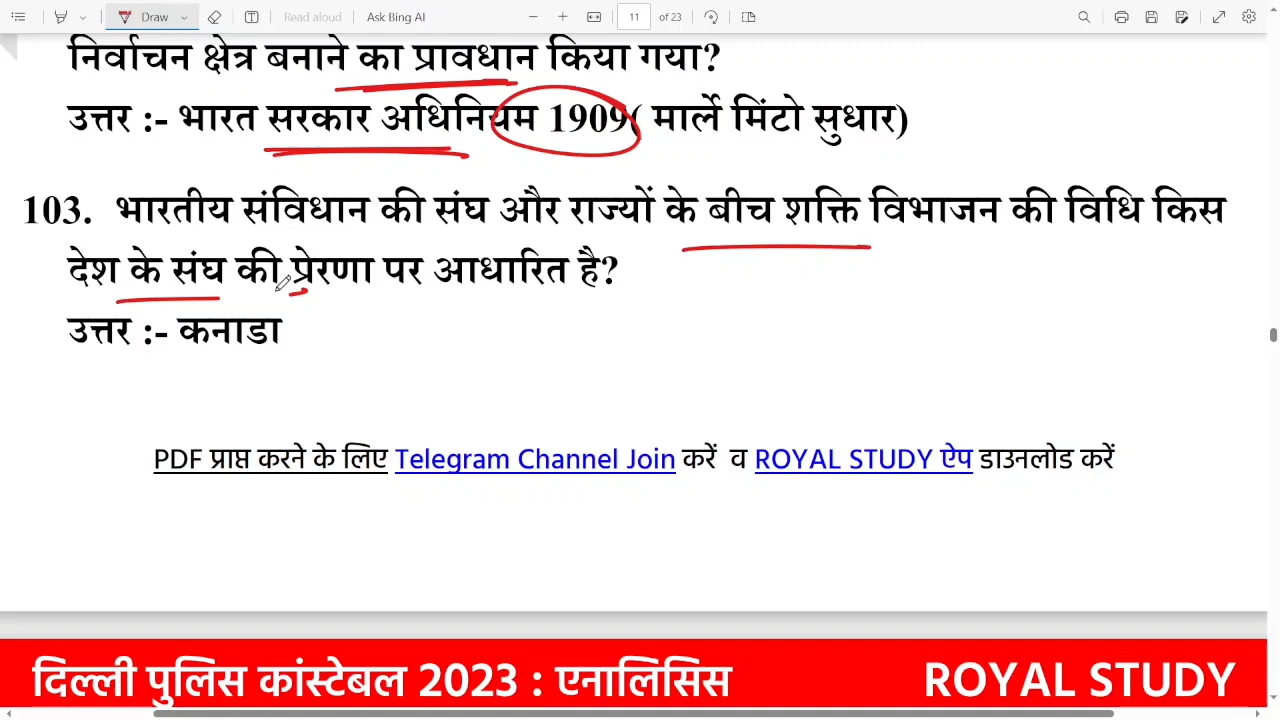 Draw
Read aloud
Ask Bing AI
11 of 23
निर्वाचन क्षेत्र बनाने का प्रावधान किया गया?
उत्तर :- भारत सरकार अधिनियम 1909( मार्ले मिंटो सुधार)
103. भारतीय संविधान की संघ और राज्यों के बीच शक्ति विभाजन की विधि किस
देश के संघ की प्रेरणा पर आधारित है?
उत्तर :- कनाडा
PDF प्राप्त करने के लिए Telegram Channel Join करें व ROYAL STUDY ऐप डाउनलोड करें
दिल्ली पुलिस कांस्टेबल 2023 : एनालिसिस ROYAL STUDY